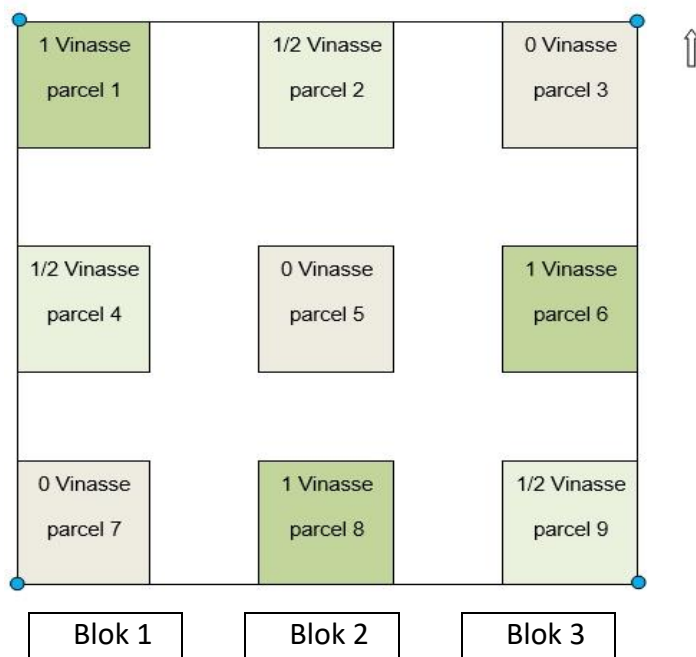 1 Vinasse
parcel 1
1/2 Vinasse
parcel 2
0 Vinasse
parcel 3
1/2 Vinasse
parcel 4
0 Vinasse
parcel 5
1 Vinasse
parcel 6
0 Vinasse
parcel 7
1 Vinasse
parcel 8
1/2 Vinasse
parcel 9
Blok 1
Blok 2
Blok 3